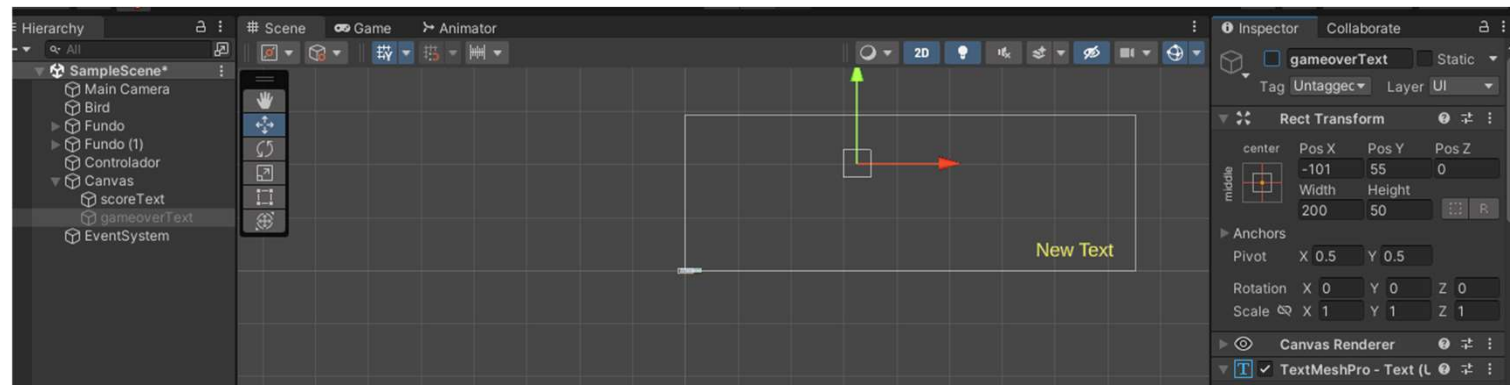 Hierarchy
All
SampleScene*
Main Camera
Bird
Fundo
Fundo (1)
Controlador
Canvas
scoreText
gameoverText
EventSystem
Scene Game Animator
2D
New Text
Inspector Collaborate
gameoverText Static
Tag Untaggec Layer UI
Rect Transform
center Pos X Pos Y Pos Z
middle
-101 55 0
Width Height
200 50 R
Anchors
Pivot X 0.5 Y 0.5
Rotation X 0 Y 0 Z 0
Scale X 1 Y 1 Z 1
Canvas Renderer
TextMeshPro - Text (U